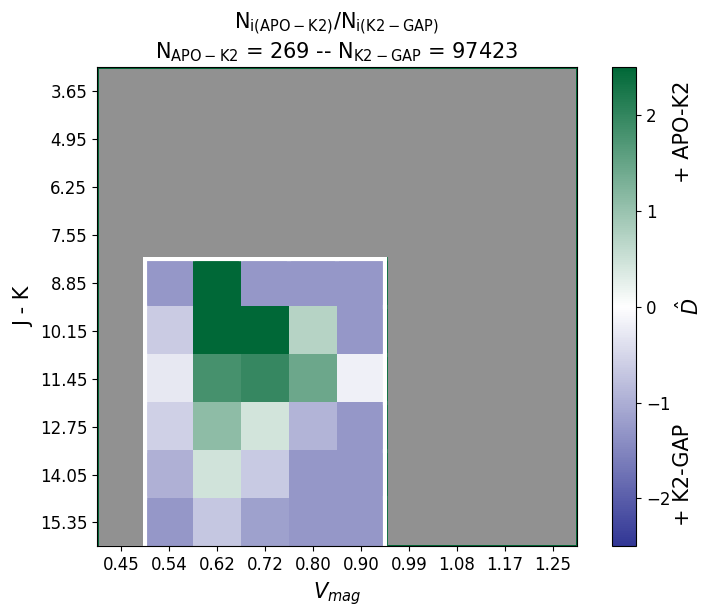 N_i(APO−K2)/N_i(K2−GAP)
N_APO−K2 = 269 -- N_K2−GAP = 97423
3.65
4.95
6.25
7.55
8.85
10.15
11.45
12.75
14.05
15.35
J - K
0.45 0.54 0.62 0.72 0.80 0.90 0.99 1.08 1.17 1.25
V_mag
2
1
0
−1
−2
+ APO-K2
D̂
+ K2-GAP